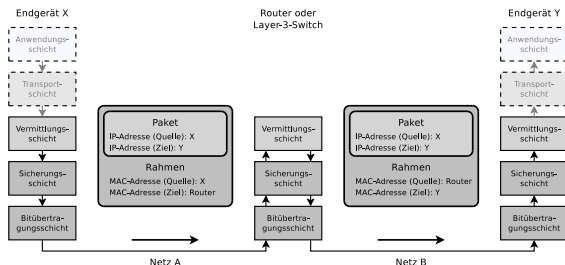 Endgerät X
Router oder
Layer-3-Switch
Endgerät Y
Anwendungs-
schicht
Transport-
schicht
Vermittlungs-
schicht
Sicherungs-
schicht
Bitübertra-
gungsschicht
Paket
IP-Adresse (Quelle): X
IP-Adresse (Ziel): Y
Rahmen
MAC-Adresse (Quelle): X
MAC-Adresse (Ziel): Router
Vermittlungs-
schicht
Sicherungs-
schicht
Bitübertra-
gungsschicht
Paket
IP-Adresse (Quelle): X
IP-Adresse (Ziel): Y
Rahmen
MAC-Adresse (Quelle): Router
MAC-Adresse (Ziel): Y
Anwendungs-
schicht
Transport-
schicht
Vermittlungs-
schicht
Sicherungs-
schicht
Bitübertra-
gungsschicht
Netz A
Netz B